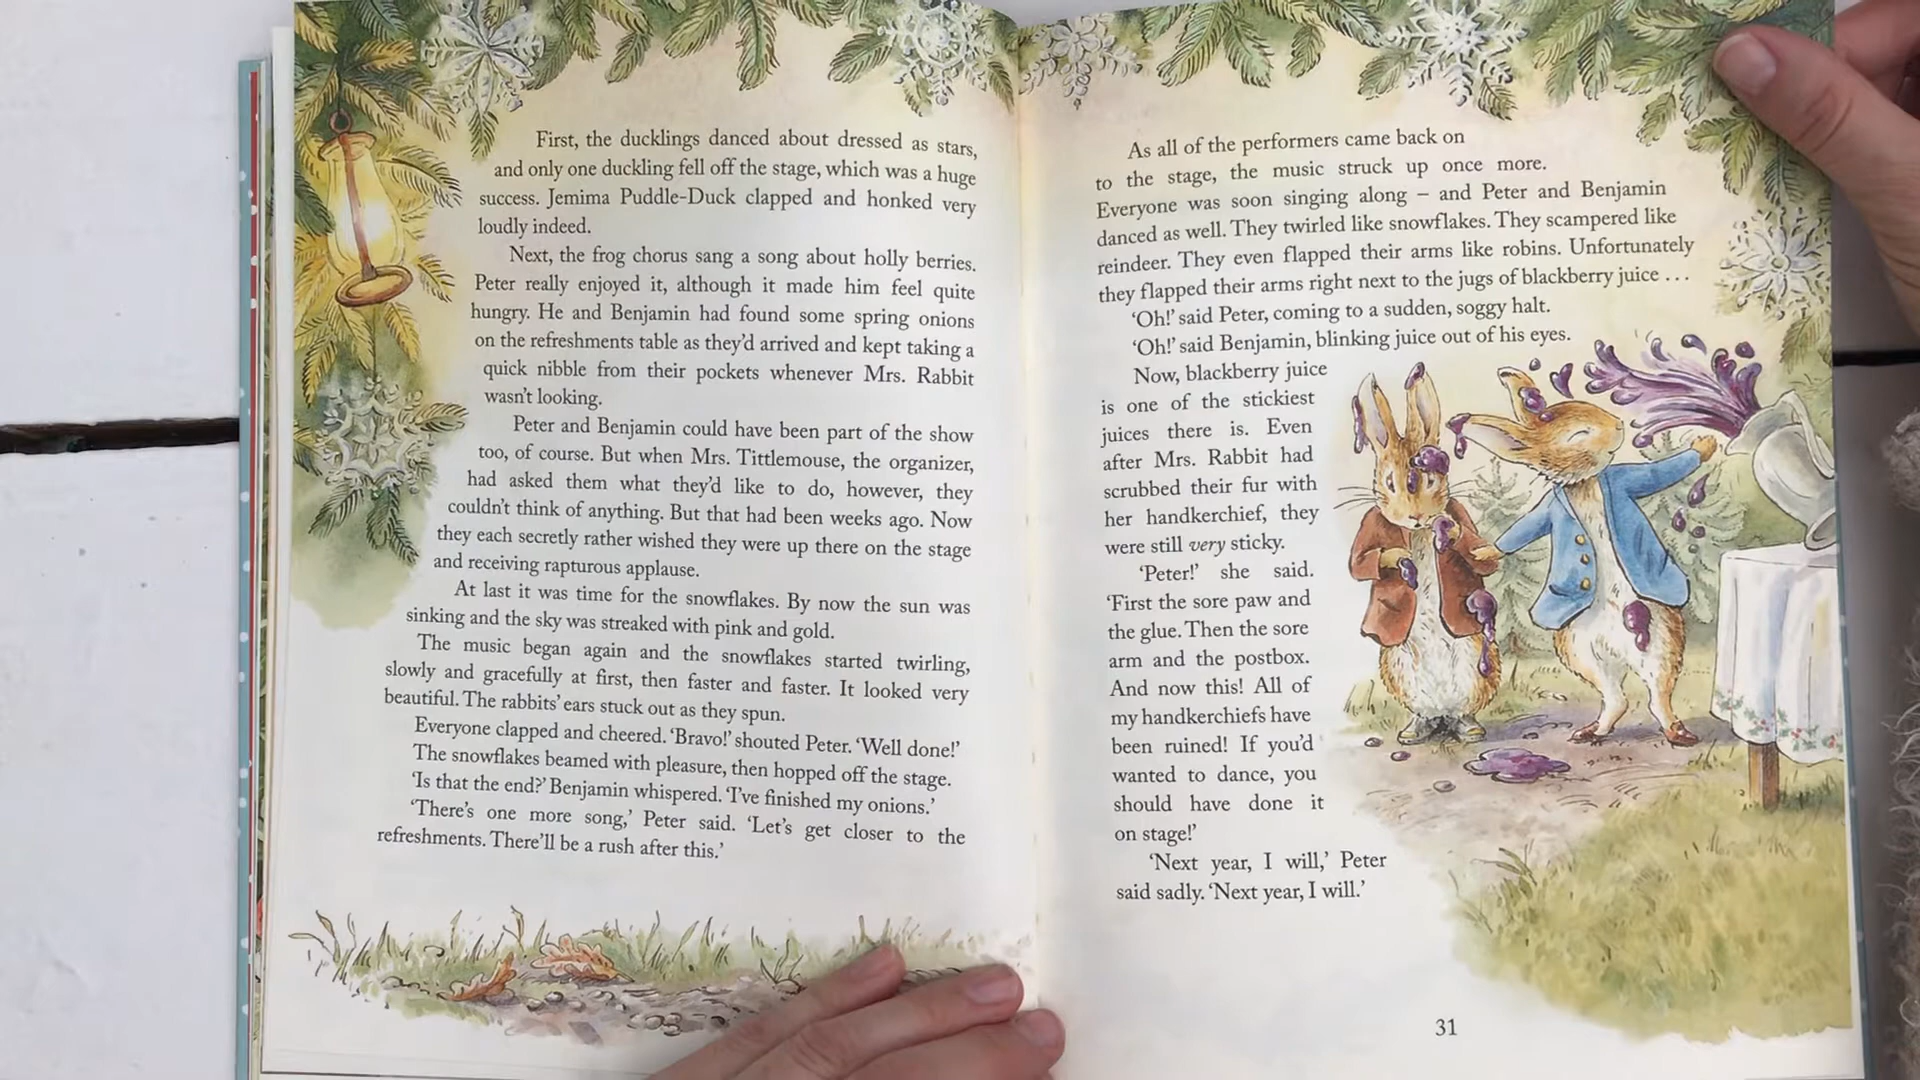 First, the ducklings danced about dressed as stars,
and only one duckling fell off the stage, which was a huge
success. Jemima Puddle-Duck clapped and honked very
loudly indeed.
Next, the frog chorus sang a song about holly berries.
Peter really enjoyed it, although it made him feel quite
hungry. He and Benjamin had found some spring onions
on the refreshments table as they’d arrived and kept taking a
quick nibble from their pockets whenever Mrs. Rabbit
wasn’t looking.
Peter and Benjamin could have been part of the show
too, of course. But when Mrs. Tittlemouse, the organizer,
had asked them what they’d like to do, however, they
couldn’t think of anything. But that had been weeks ago. Now
they each secretly rather wished they were up there on the stage
and receiving rapturous applause.
At last it was time for the snowflakes. By now the sun was
sinking and the sky was streaked with pink and gold.
The music began again and the snowflakes started twirling,
slowly and gracefully at first, then faster and faster. It looked very
beautiful. The rabbits’ ears stuck out as they spun.
Everyone clapped and cheered. ‘Bravo!’ shouted Peter. ‘Well done!’
The snowflakes beamed with pleasure, then hopped off the stage.
‘Is that the end?’ Benjamin whispered. ‘I’ve finished my onions.’
‘There’s one more song,’ Peter said. ‘Let’s get closer to the
refreshments. There’ll be a rush after this.’
As all of the performers came back on
to the stage, the music struck up once more.
Everyone was soon singing along – and Peter and Benjamin
danced as well. They twirled like snowflakes. They scampered like
reindeer. They even flapped their arms like robins. Unfortunately
they flapped their arms right next to the jugs of blackberry juice . . .
‘Oh!’ said Peter, coming to a sudden, soggy halt.
‘Oh!’ said Benjamin, blinking juice out of his eyes.
Now, blackberry juice
is one of the stickiest
juices there is. Even
after Mrs. Rabbit had
scrubbed their fur with
her handkerchief, they
were still very sticky.
‘Peter!’ she said.
‘First the sore paw and
the glue. Then the sore
arm and the postbox.
And now this! All of
my handkerchiefs have
been ruined! If you’d
wanted to dance, you
should have done it
on stage!’
‘Next year, I will,’ Peter
said sadly. ‘Next year, I will.’
31